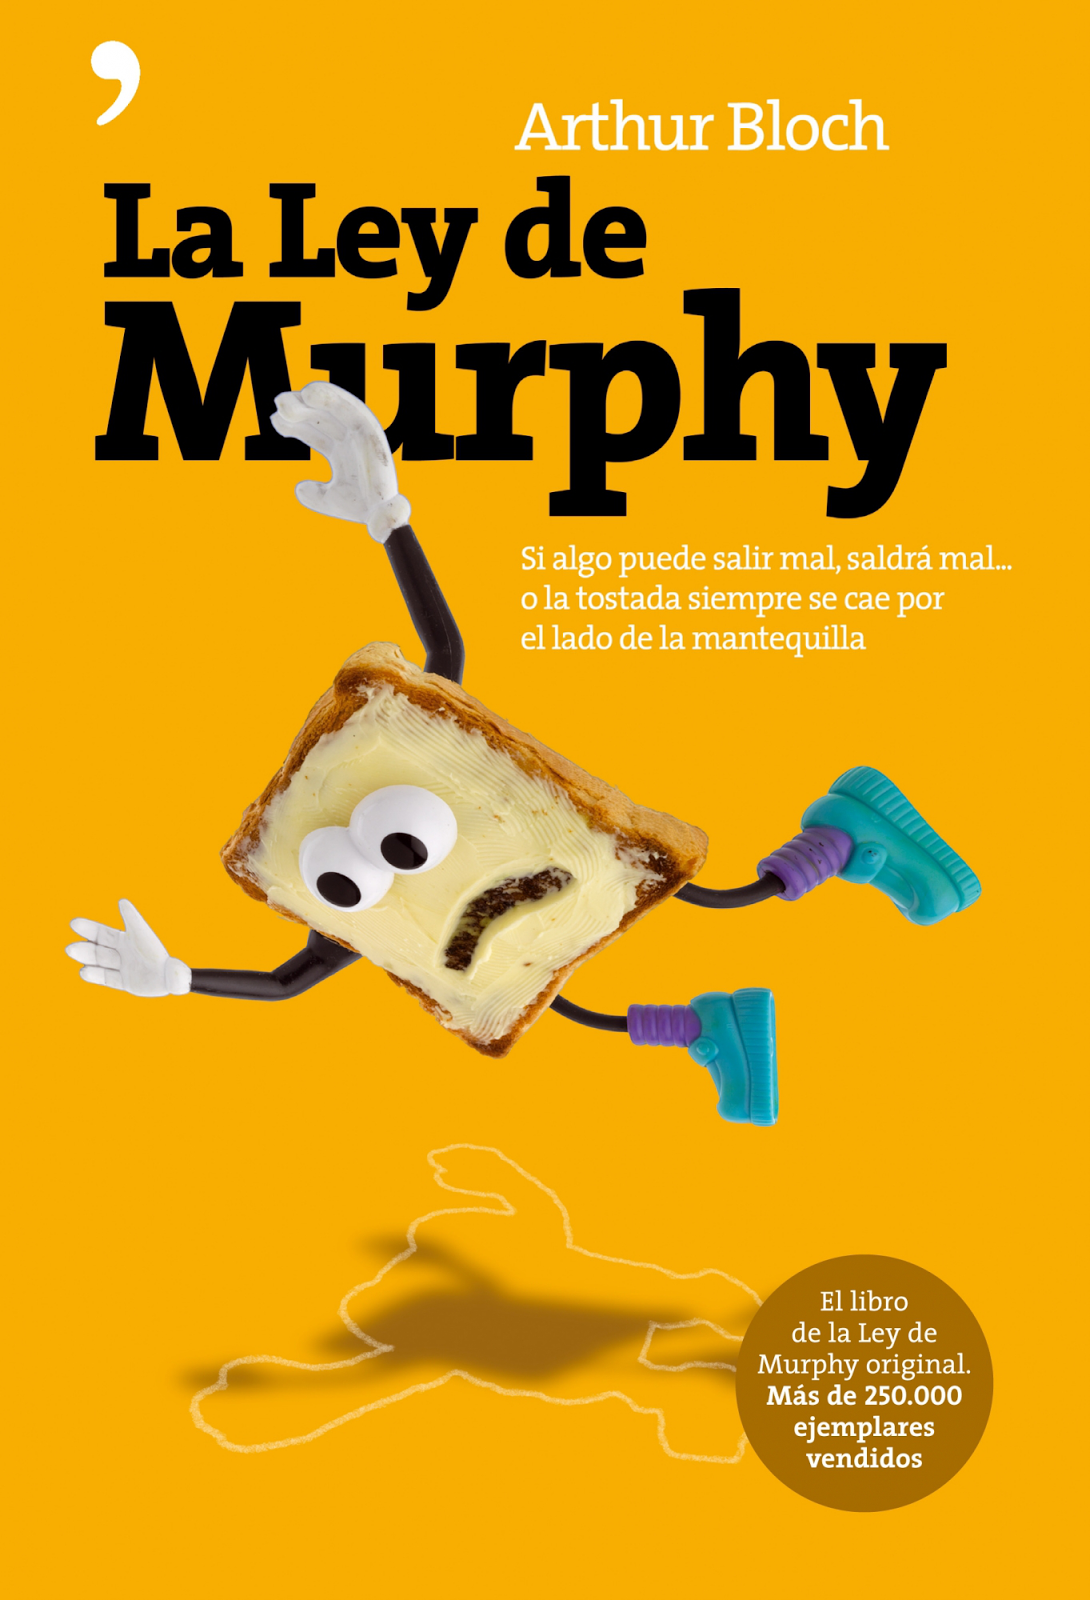 Arthur Bloch
La Ley de
Murphy
Si algo puede salir mal, saldrá mal...
o la tostada siempre se cae por
el lado de la mantequilla
El libro
de la Ley de
Murphy original.
Más de 250.000
ejemplares
vendidos